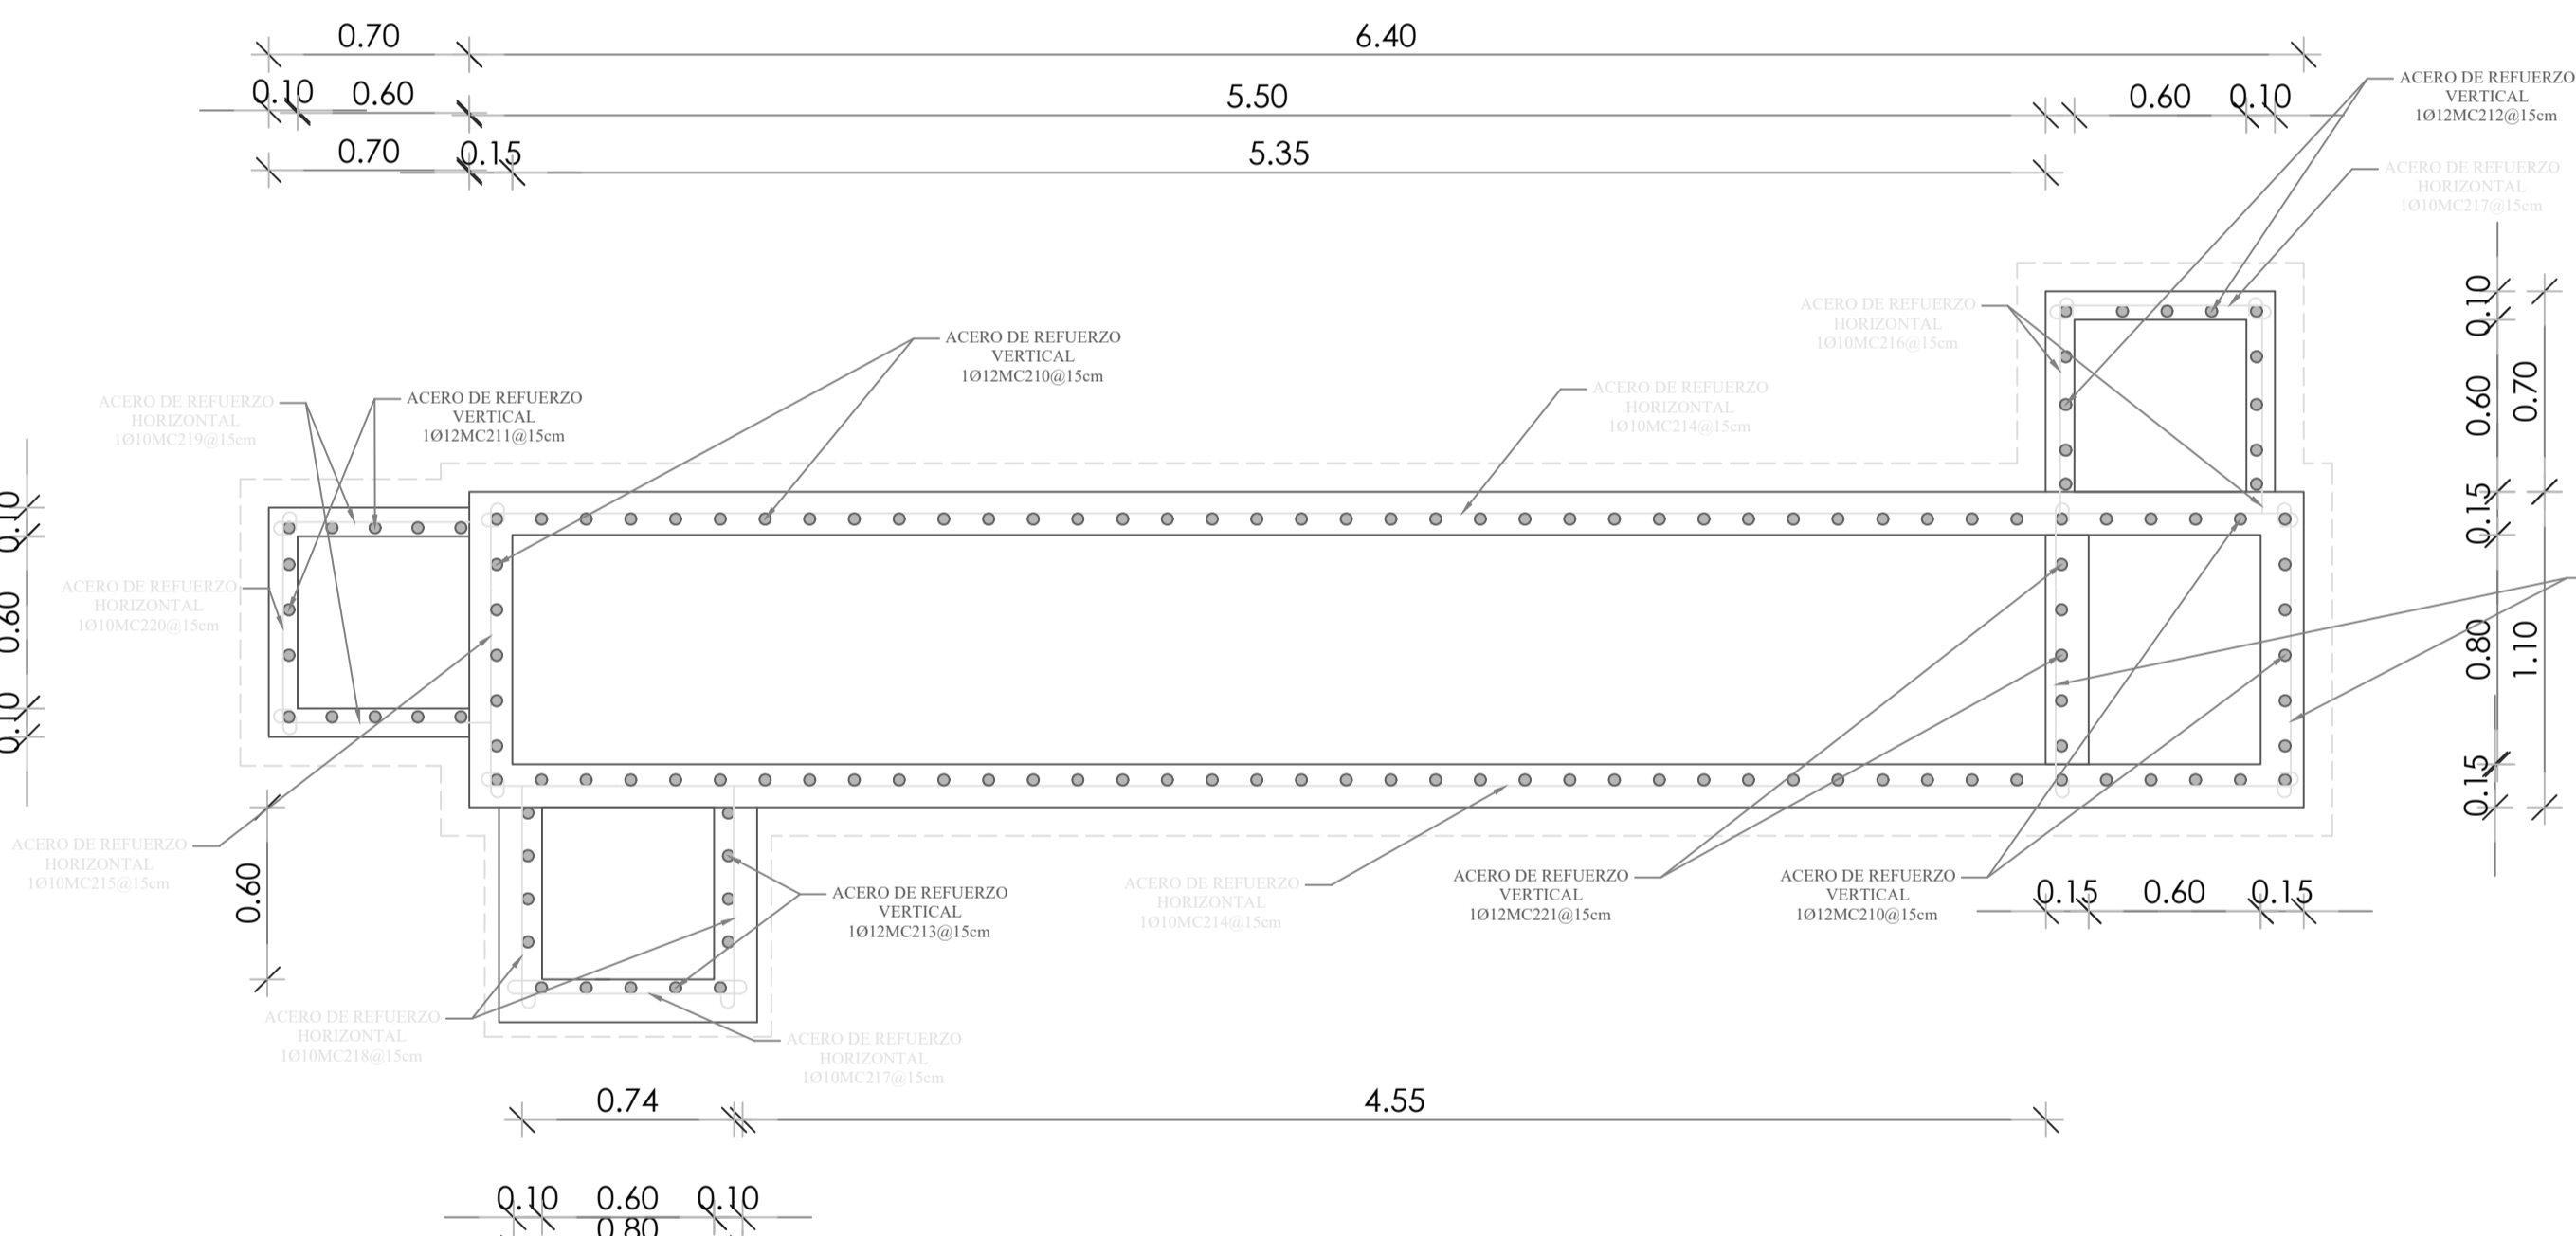 0.70
6.40
0.10
0.60
5.50
0.60
0.10
ACERO DE REFUERZO
VERTICAL
1Ø12MC212@15cm
0.70
0.15
5.35
ACERO DE REFUERZO
HORIZONTAL
1Ø10MC217@15cm
ACERO DE REFUERZO
HORIZONTAL
1Ø10MC216@15cm
0.10
0.60
0.70
0.15
0.80
1.10
0.15
ACERO DE REFUERZO
VERTICAL
1Ø12MC210@15cm
ACERO DE REFUERZO
HORIZONTAL
1Ø10MC214@15cm
ACERO DE REFUERZO
HORIZONTAL
1Ø10MC219@15cm
ACERO DE REFUERZO
VERTICAL
1Ø12MC211@15cm
0.10
0.60
0.10
ACERO DE REFUERZO
HORIZONTAL
1Ø10MC220@15cm
ACERO DE REFUERZO
HORIZONTAL
1Ø10MC215@15cm
0.60
ACERO DE REFUERZO
VERTICAL
1Ø12MC213@15cm
ACERO DE REFUERZO
HORIZONTAL
1Ø10MC214@15cm
ACERO DE REFUERZO
VERTICAL
1Ø12MC221@15cm
ACERO DE REFUERZO
VERTICAL
1Ø12MC210@15cm
0.15
0.60
0.15
ACERO DE REFUERZO
HORIZONTAL
1Ø10MC218@15cm
ACERO DE REFUERZO
HORIZONTAL
1Ø10MC217@15cm
0.74
4.55
0.10
0.60
0.10
0.80